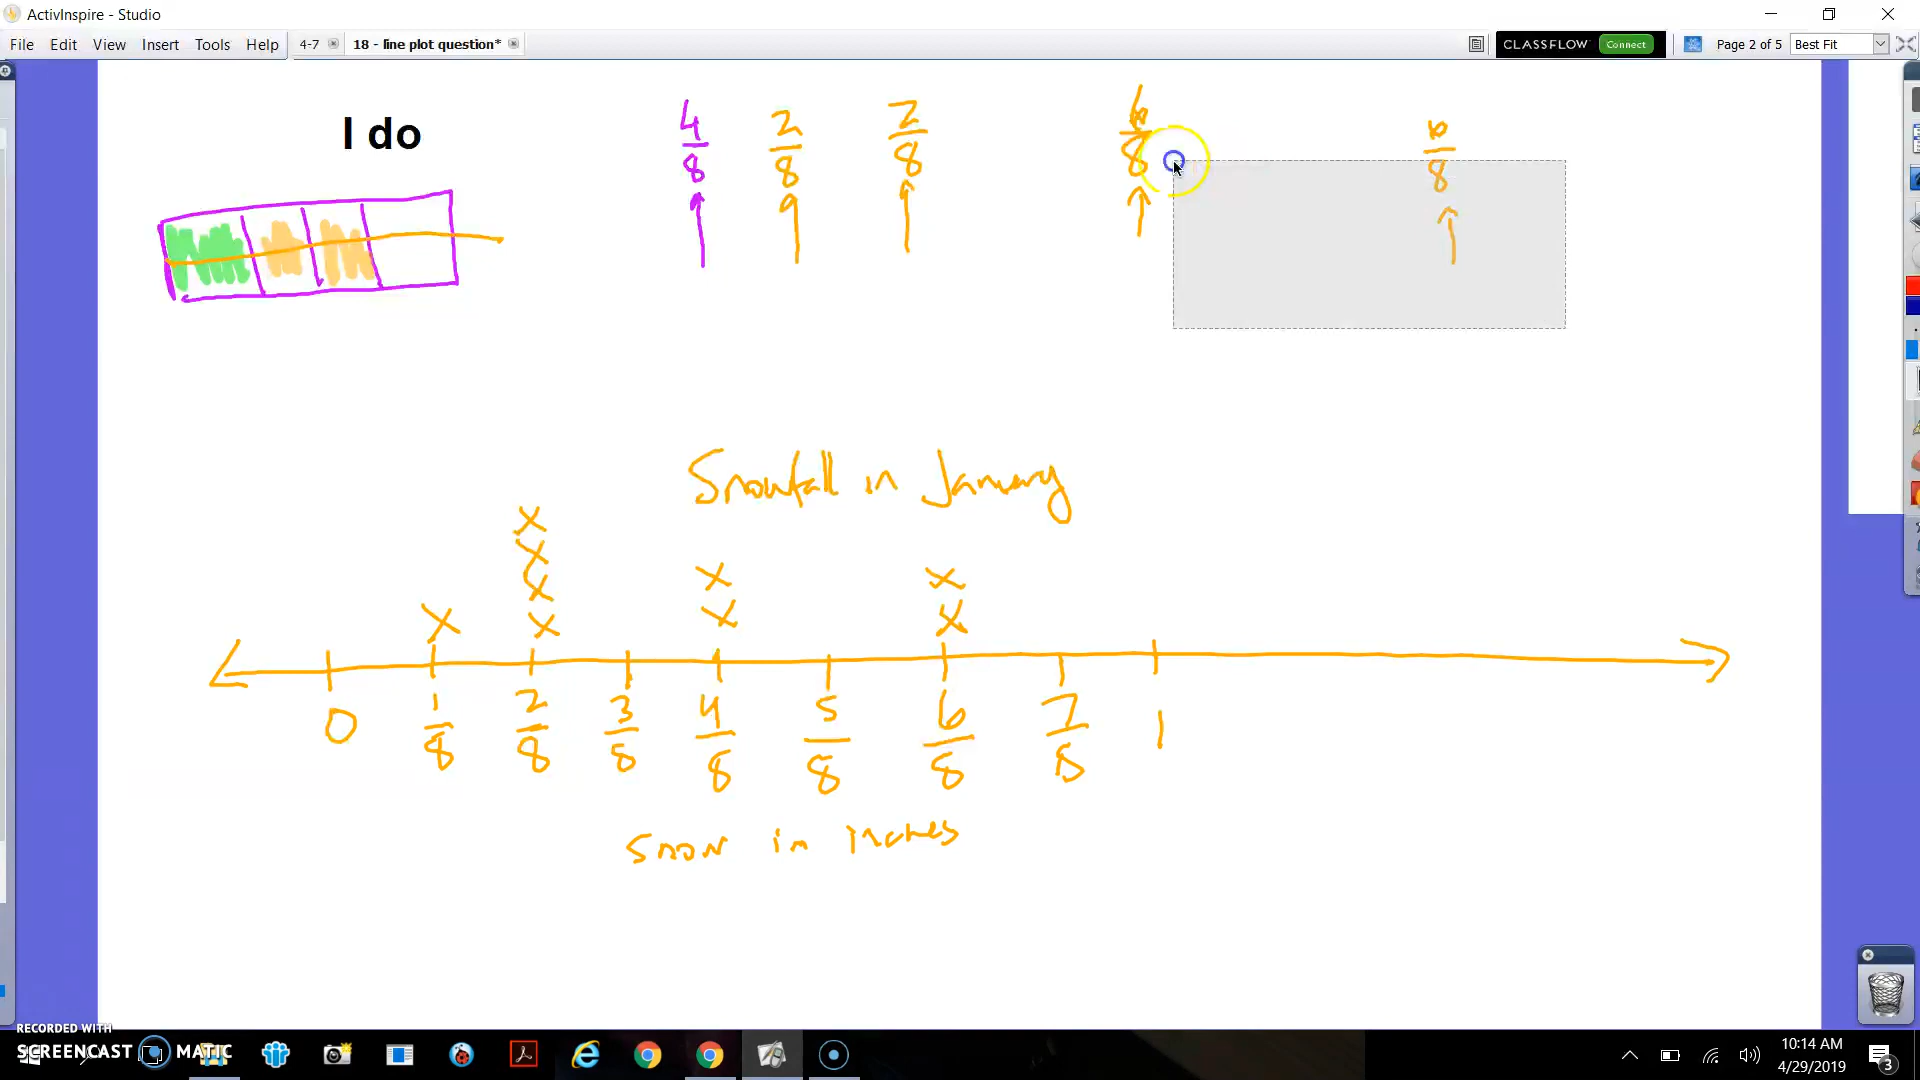 ActivInspire - Studio
File Edit View Insert Tools Help 4-7 18 - line plot question* CLASSFLOW Connect Page 2 of 5 Best Fit
I do
4/8 2/8 2/8 6/8 6/8
Snowfall in January
X
X
X X X X
X X X X X
0 1/8 2/8 3/8 4/8 5/8 6/8 7/8 1
Snow in inches
RECORDED WITH
SCREENCAST MATIC
10:14 AM
4/29/2019
3